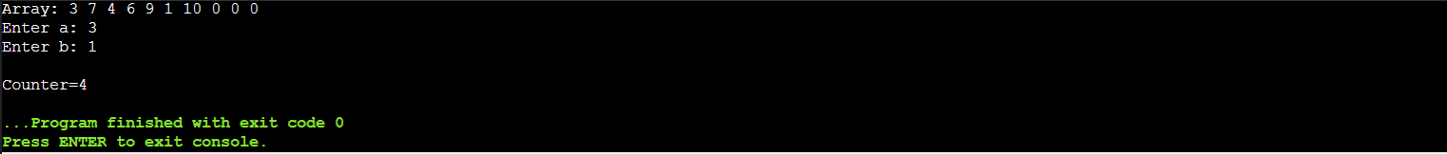 Array: 3 7 4 6 9 1 10 0 0 0
Enter a: 3
Enter b: 1
Counter=4
...Program finished with exit code 0
Press ENTER to exit console.